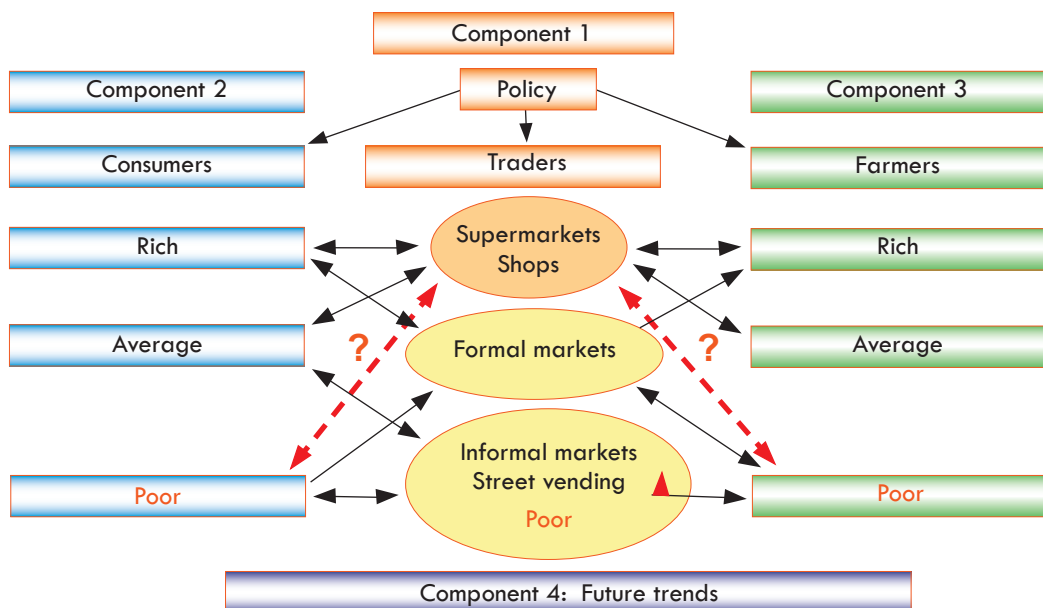 Component 1
Component 2
Policy
Component 3
Consumers
Traders
Farmers
Rich
Supermarkets
Shops
Rich
Average
?
Formal markets
?
Average
Informal markets
Street vending
Poor
Poor
Poor
Component 4: Future trends